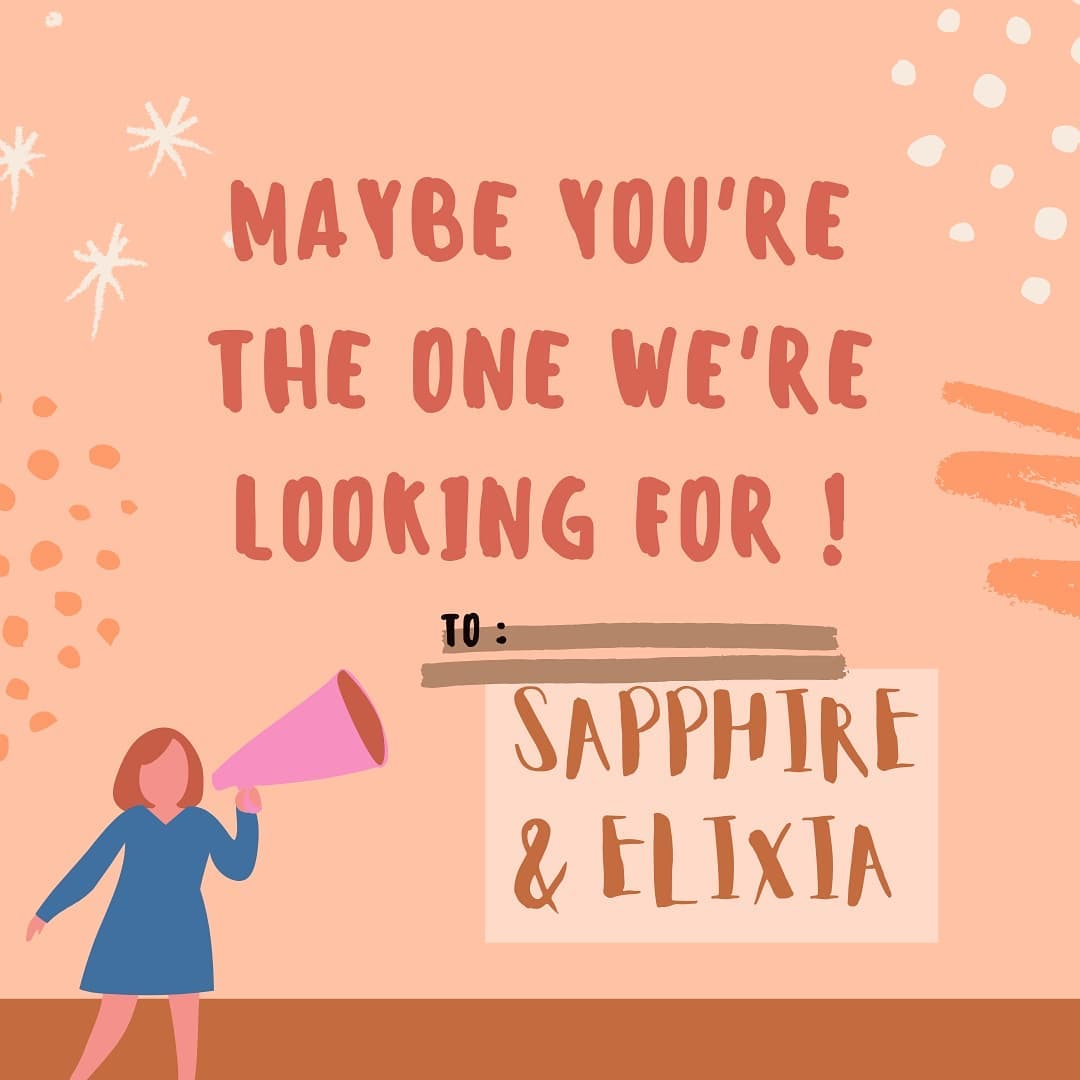 MAYBE YOU'RE
THE ONE WE'RE
LOOKING FOR !
TO :
SAPPHIRE
& ELIXIA